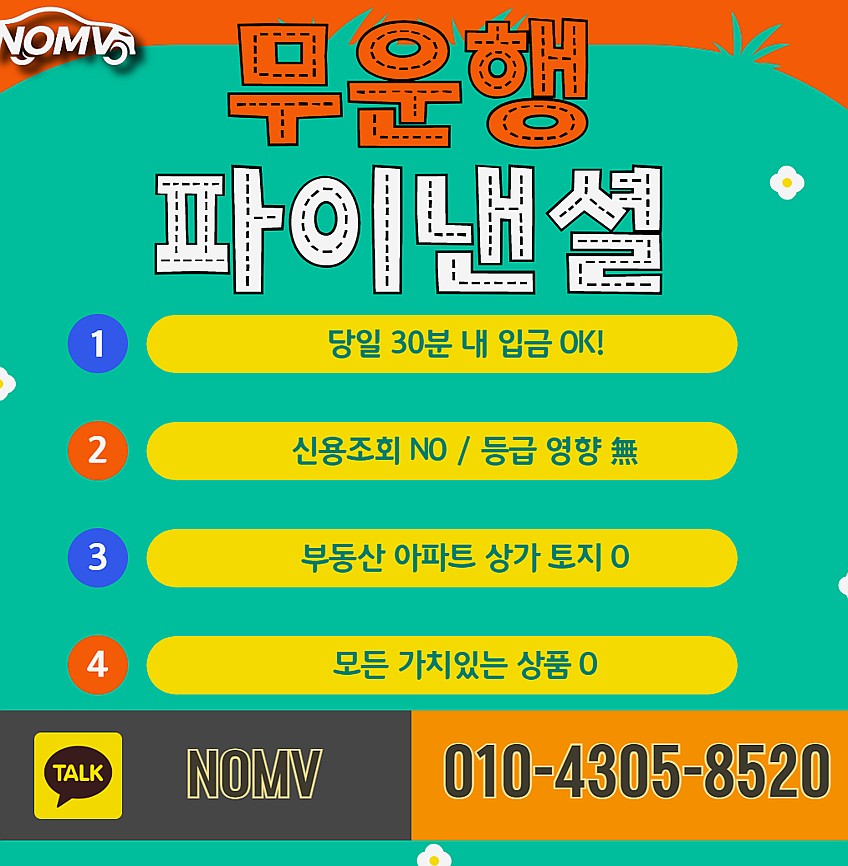 NOMV
무운행
파이낸셜
1 당일 30분 내 입금 OK!
2 신용조회 NO / 등급 영향 無
3 부동산 아파트 상가 토지 O
4 모든 가치있는 상품 O
TALK NOMV 010-4305-8520